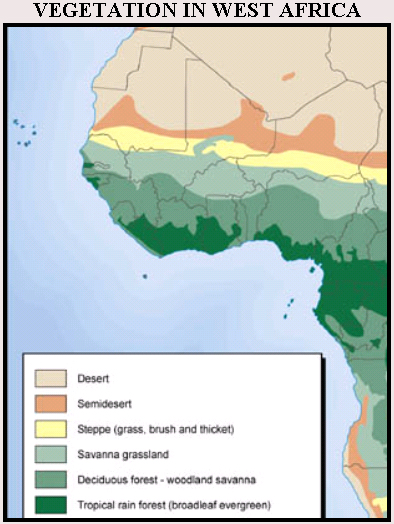 VEGETATION IN WEST AFRICA
Desert
Semidesert
Steppe (grass, brush and thicket)
Savanna grassland
Deciduous forest - woodland savanna
Tropical rain forest (broadleaf evergreen)